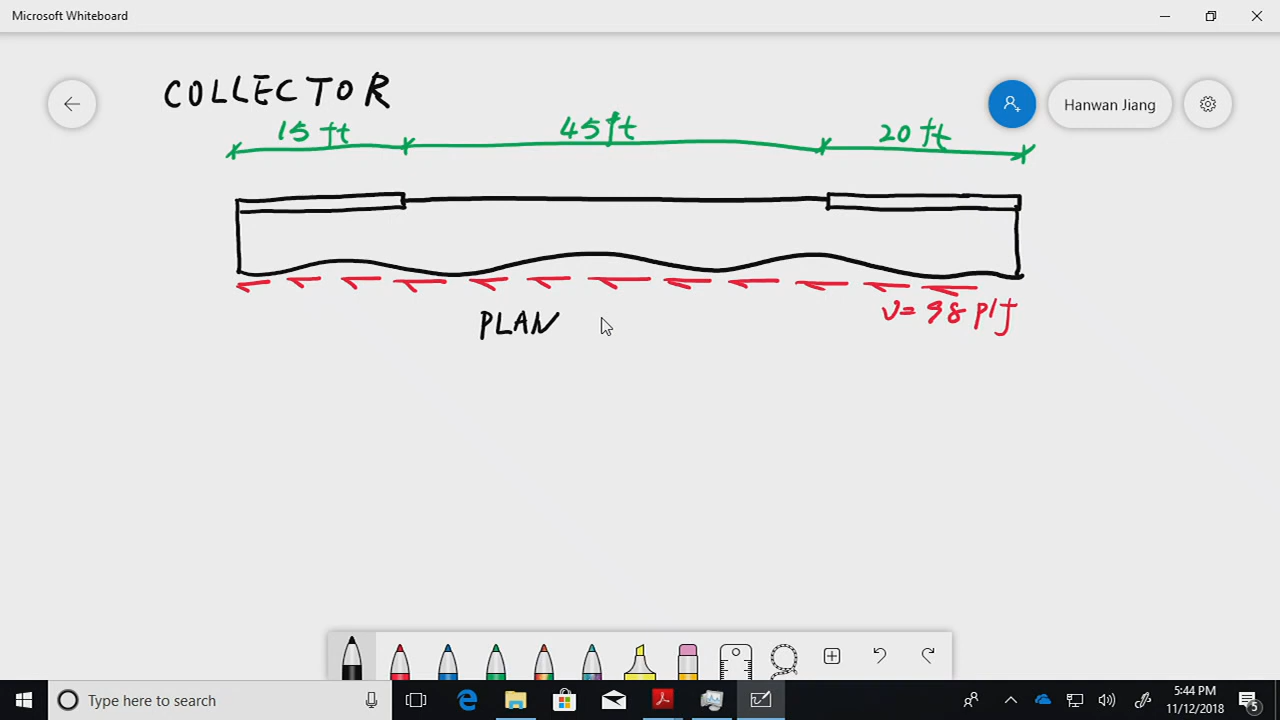 Microsoft Whiteboard
COLLECTOR
Hanwan Jiang
15 ft
45 ft
20 ft
v = 98 plf
PLAN
Type here to search
5:44 PM
11/12/2018
5